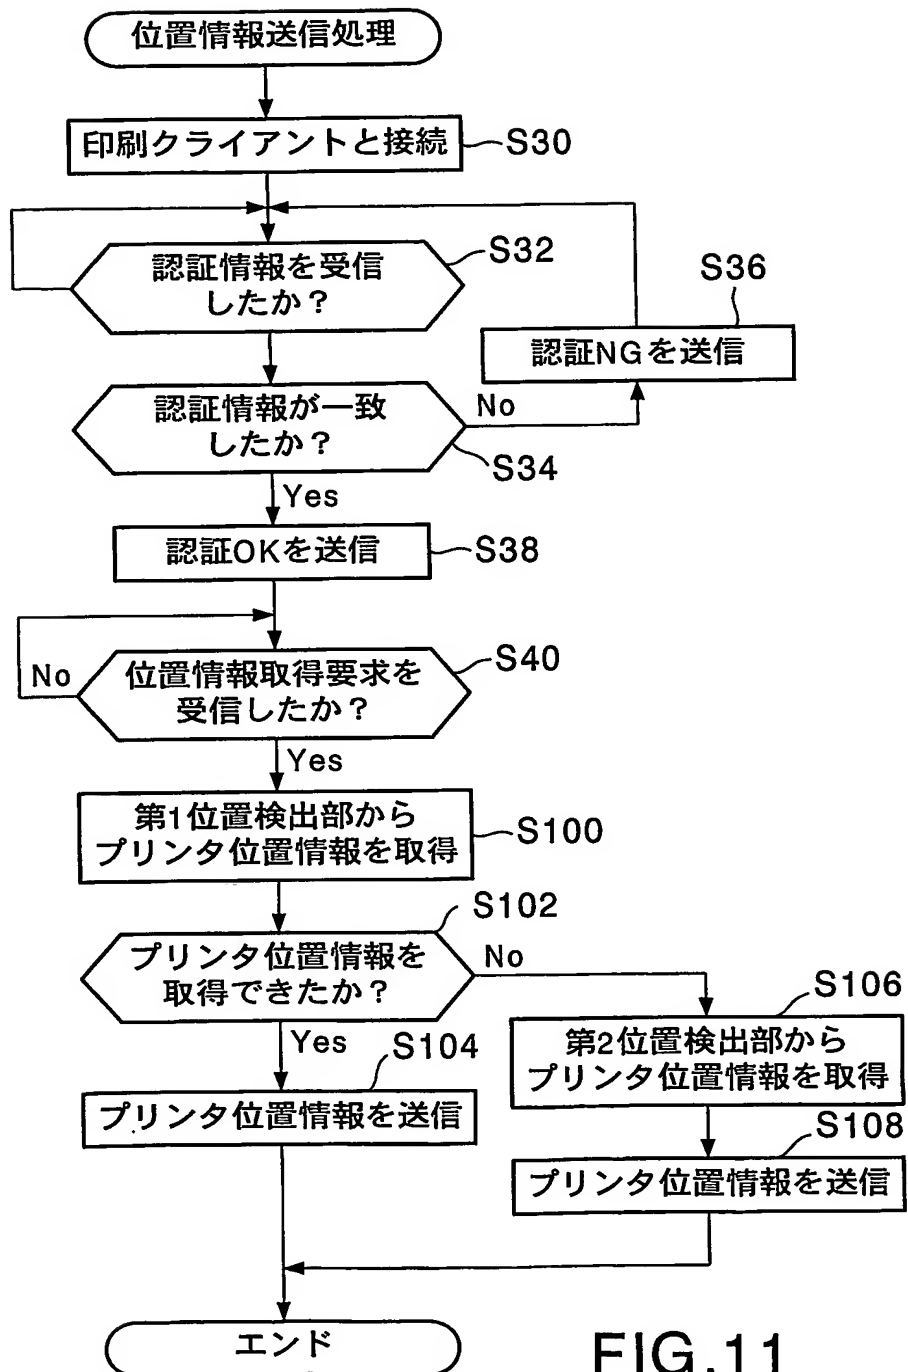 位置情報送信処理
印刷クライアントと接続
S30
認証情報を受信
したか？
S32
S36
認証NGを送信
認証情報が一致
したか？
No
S34
Yes
認証OKを送信
S38
No
位置情報取得要求を
受信したか？
S40
Yes
第1位置検出部から
プリンタ位置情報を取得
S100
S102
プリンタ位置情報を
取得できたか？
No
Yes
S104
プリンタ位置情報を送信
S106
第2位置検出部から
プリンタ位置情報を取得
S108
プリンタ位置情報を送信
エンド
FIG.11